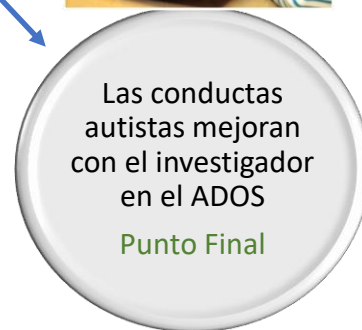 Las conductas
autistas mejoran
con el investigador
en el ADOS
Punto Final